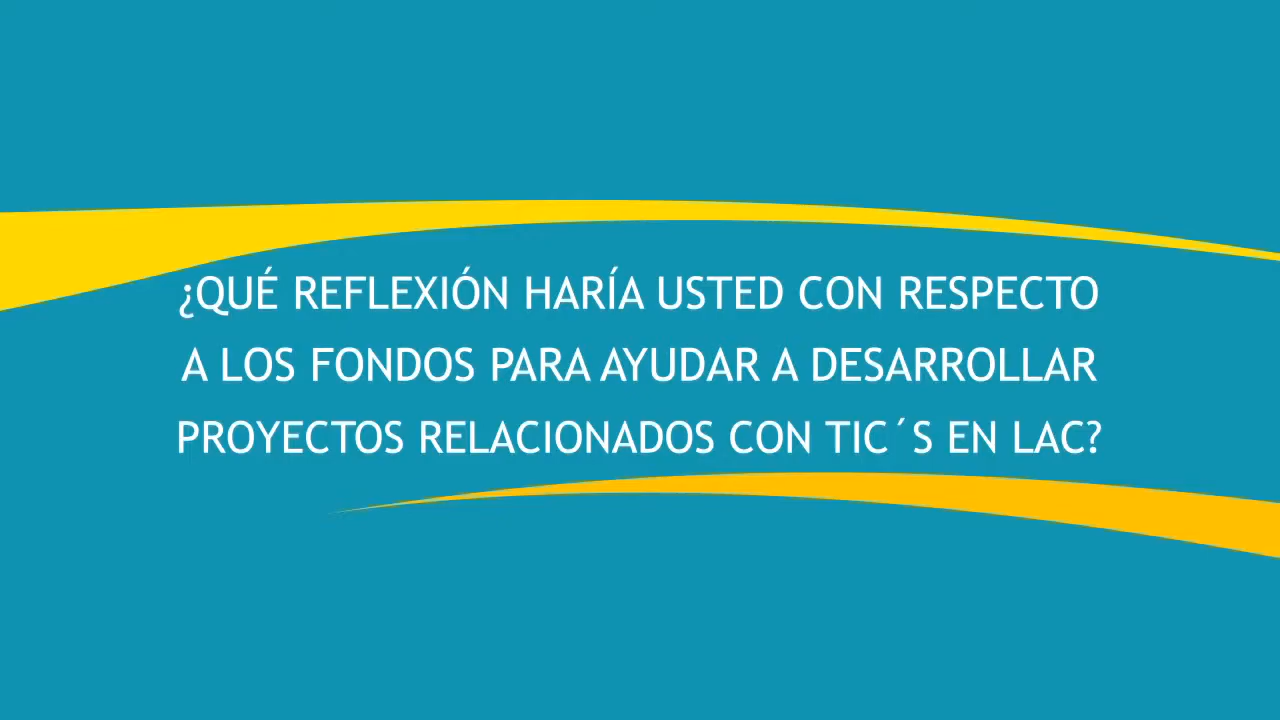 ¿QUÉ REFLEXIÓN HARÍA USTED CON RESPECTO
A LOS FONDOS PARA AYUDAR A DESARROLLAR
PROYECTOS RELACIONADOS CON TIC´S EN LAC?